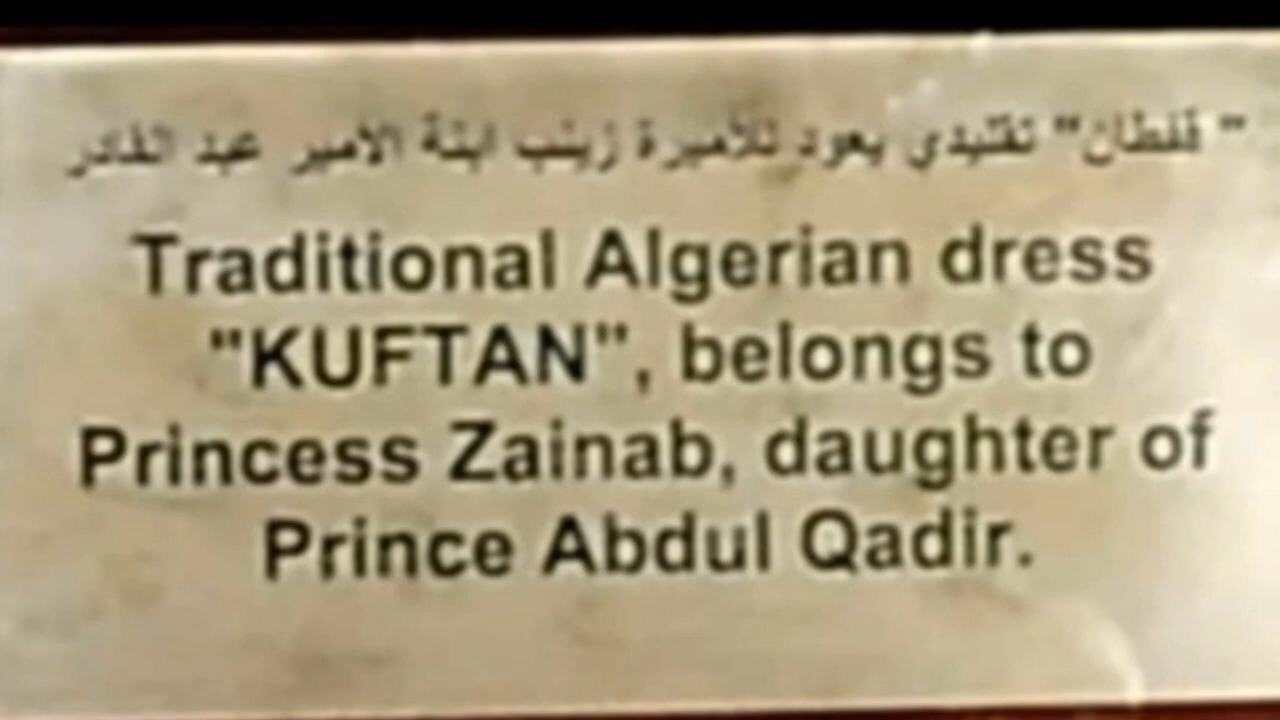 "قفطان" تقليدي يعود للأميرة زينب ابنة الأمير عبد القادر
Traditional Algerian dress
"KUFTAN", belongs to
Princess Zainab, daughter of
Prince Abdul Qadir.